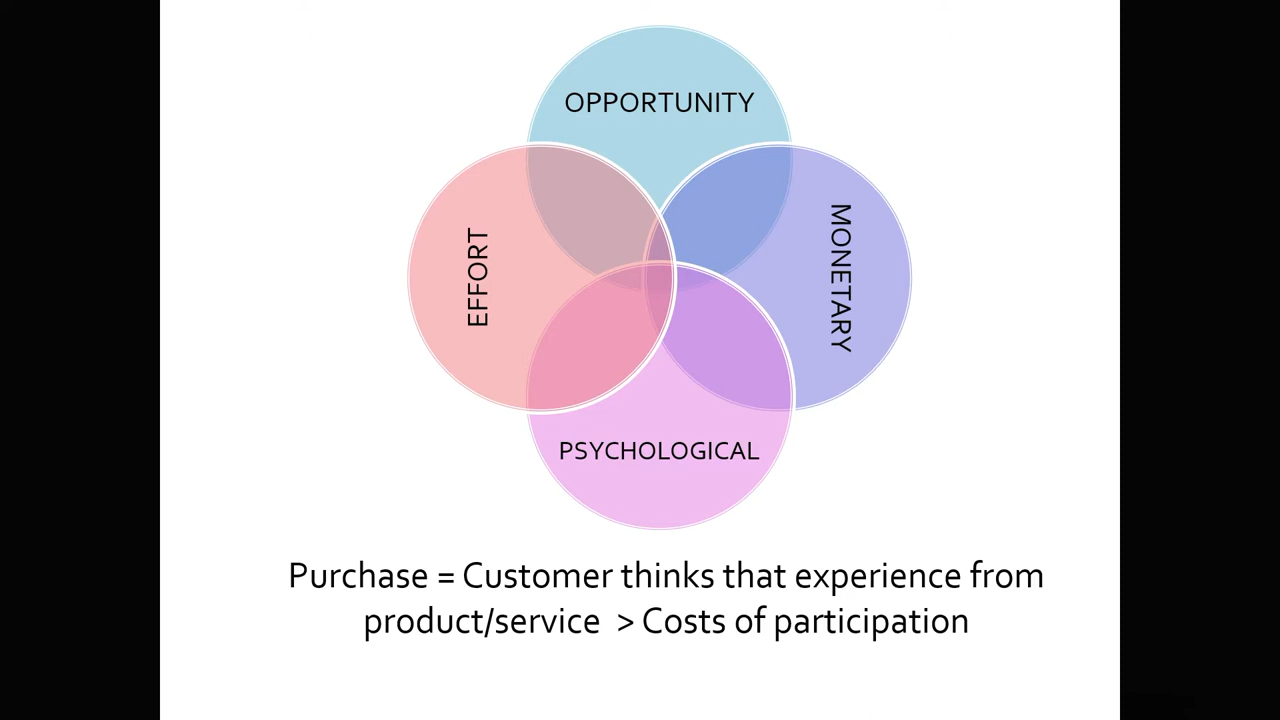 OPPORTUNITY
EFFORT
MONETARY
PSYCHOLOGICAL
Purchase = Customer thinks that experience from
product/service > Costs of participation